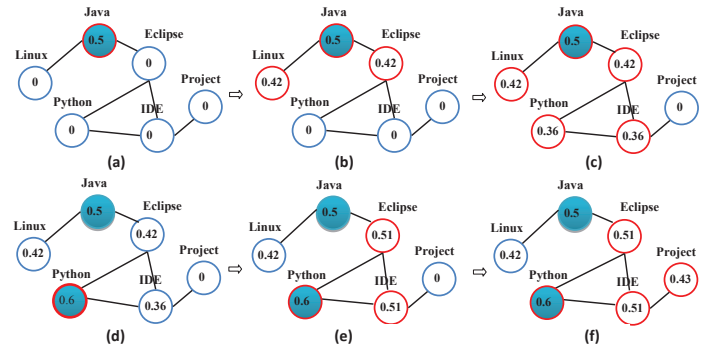 Java
0.5
Eclipse
0
Linux
0
Project
0
Python
0
IDE
0
(a)
⇨
Java
0.5
Eclipse
0.42
Linux
0.42
Project
0
Python
0
IDE
0
(b)
⇨
Java
0.5
Eclipse
0.42
Linux
0.42
Project
0
Python
0.36
IDE
0.36
(c)
Java
0.5
Eclipse
0.42
Linux
0.42
Project
0
Python
0.6
IDE
0.36
(d)
⇨
Java
0.5
Eclipse
0.51
Linux
0.42
Project
0
Python
0.6
IDE
0.51
(e)
⇨
Java
0.5
Eclipse
0.51
Linux
0.42
Project
0.43
Python
0.6
IDE
0.51
(f)